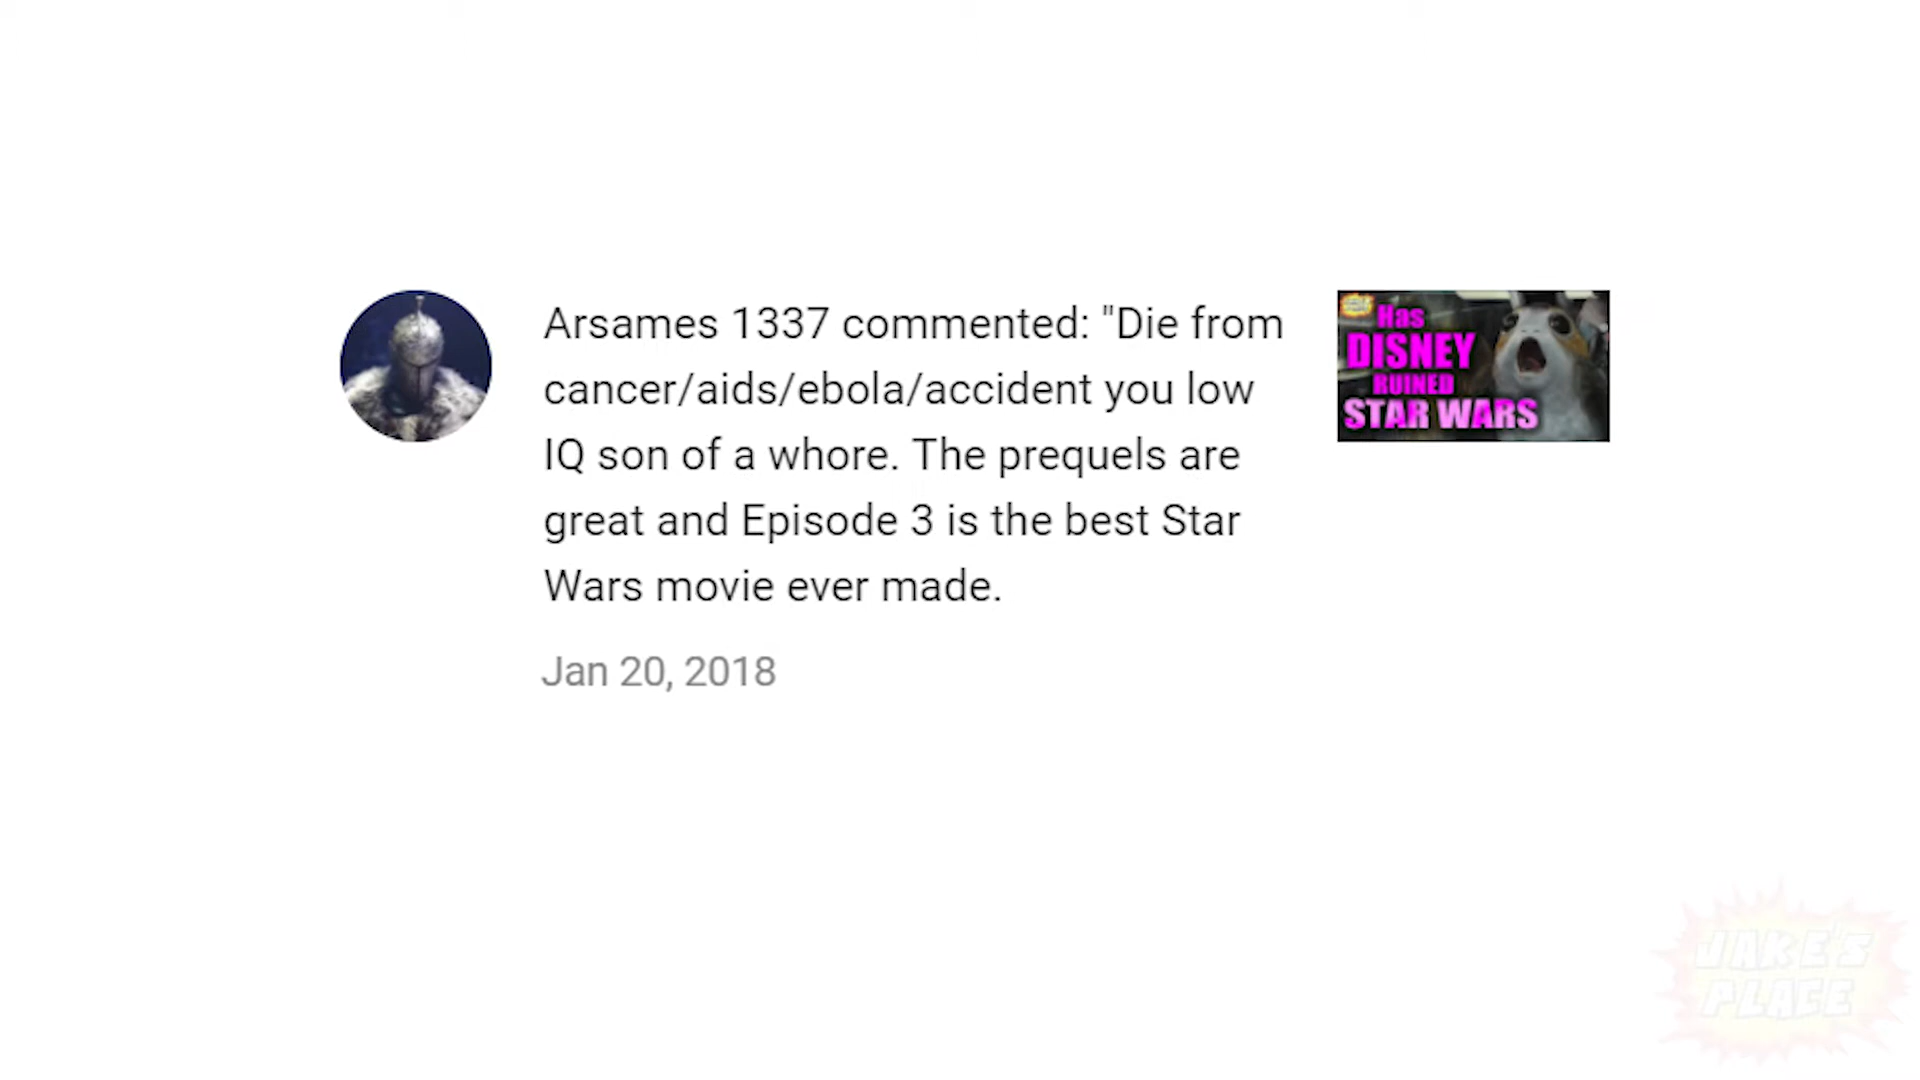 Arsames 1337 commented: "Die from
cancer/aids/ebola/accident you low
IQ son of a whore. The prequels are
great and Episode 3 is the best Star
Wars movie ever made.
Jan 20, 2018
Has
DISNEY
RUINED
STAR WARS
JAKE'S
PLACE